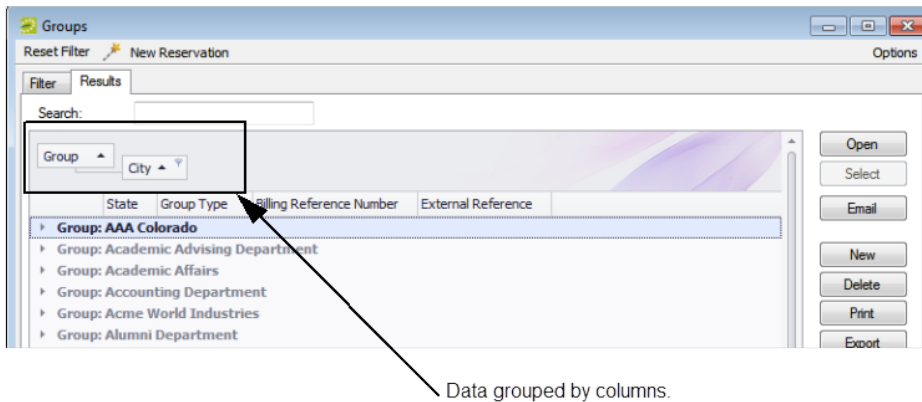 Groups
Reset Filter New Reservation Options
Filter Results
Search:
Group
City
Open
Select
Email
New
Delete
Print
Export
State Group Type Billing Reference Number External Reference
Group: AAA Colorado
Group: Academic Advising Department
Group: Academic Affairs
Group: Accounting Department
Group: Acme World Industries
Group: Alumni Department
Data grouped by columns.